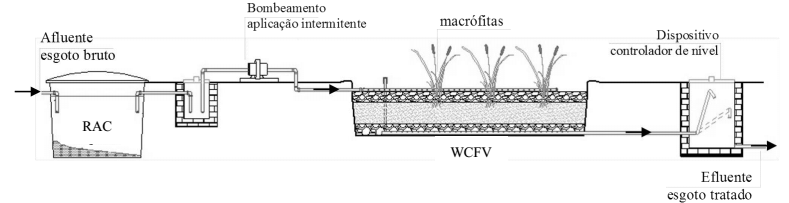 Bombeamento
aplicação intermitente
Afluente
esgoto bruto
macrófitas
Dispositivo
controlador de nível
RAC
WCFV
Efluente
esgoto tratado